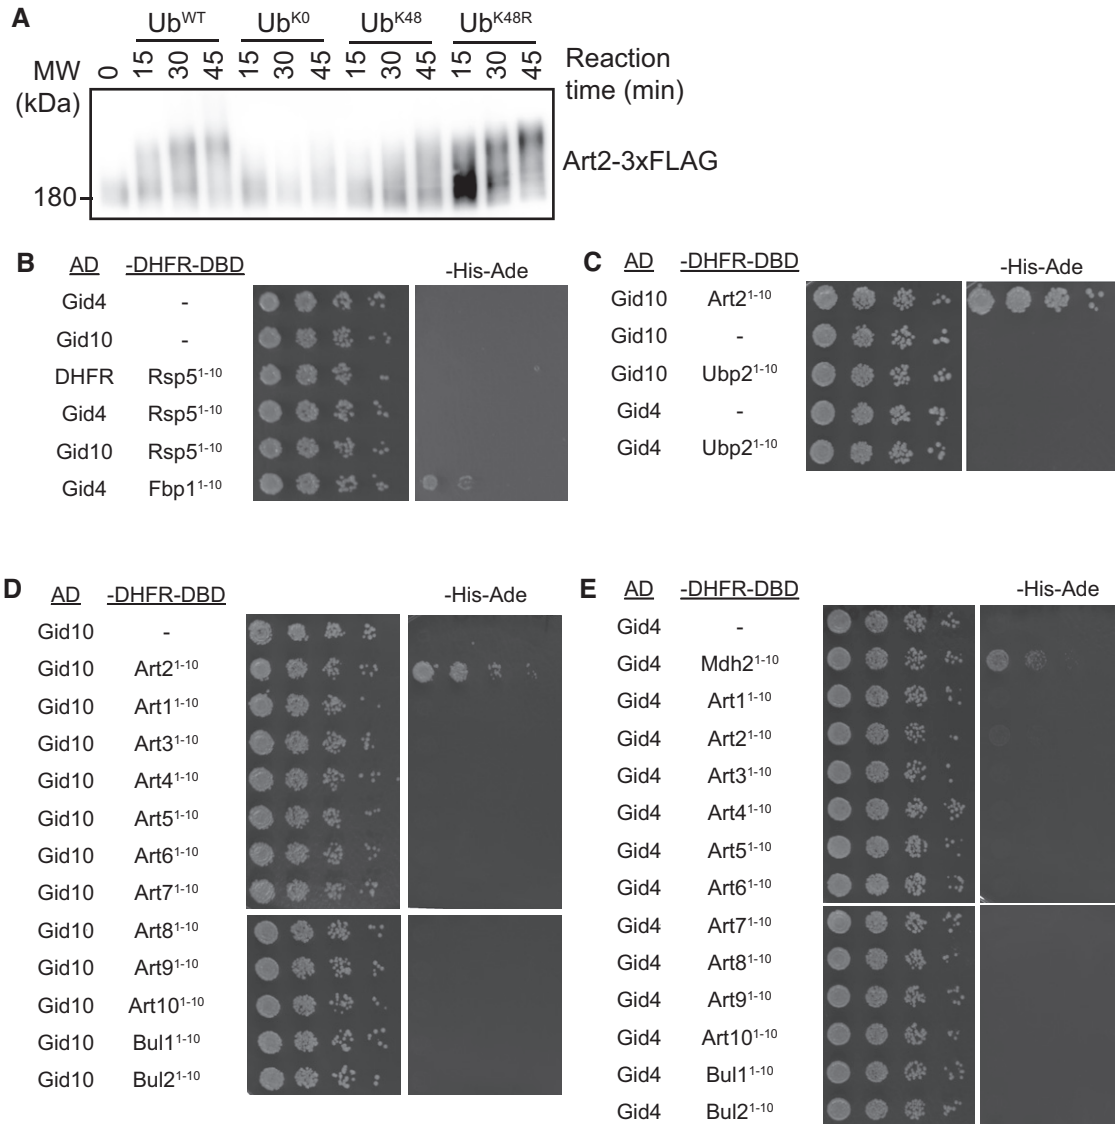 A
Ub^WT Ub^K0 Ub^K48 Ub^K48R
MW (kDa) 0 15 30 45 15 30 45 15 30 45 15 30 45 Reaction time (min)
180 Art2-3xFLAG
B AD -DHFR-DBD -His-Ade
Gid4 -
Gid10 -
DHFR Rsp5^1-10
Gid4 Rsp5^1-10
Gid10 Rsp5^1-10
Gid4 Fbp1^1-10
C AD -DHFR-DBD -His-Ade
Gid10 Art2^1-10
Gid10 -
Gid10 Ubp2^1-10
Gid4 -
Gid4 Ubp2^1-10
D AD -DHFR-DBD -His-Ade
Gid10 -
Gid10 Art2^1-10
Gid10 Art1^1-10
Gid10 Art3^1-10
Gid10 Art4^1-10
Gid10 Art5^1-10
Gid10 Art6^1-10
Gid10 Art7^1-10
Gid10 Art8^1-10
Gid10 Art9^1-10
Gid10 Art10^1-10
Gid10 Bul1^1-10
Gid10 Bul2^1-10
E AD -DHFR-DBD -His-Ade
Gid4 -
Gid4 Mdh2^1-10
Gid4 Art1^1-10
Gid4 Art2^1-10
Gid4 Art3^1-10
Gid4 Art4^1-10
Gid4 Art5^1-10
Gid4 Art6^1-10
Gid4 Art7^1-10
Gid4 Art8^1-10
Gid4 Art9^1-10
Gid4 Art10^1-10
Gid4 Bul1^1-10
Gid4 Bul2^1-10